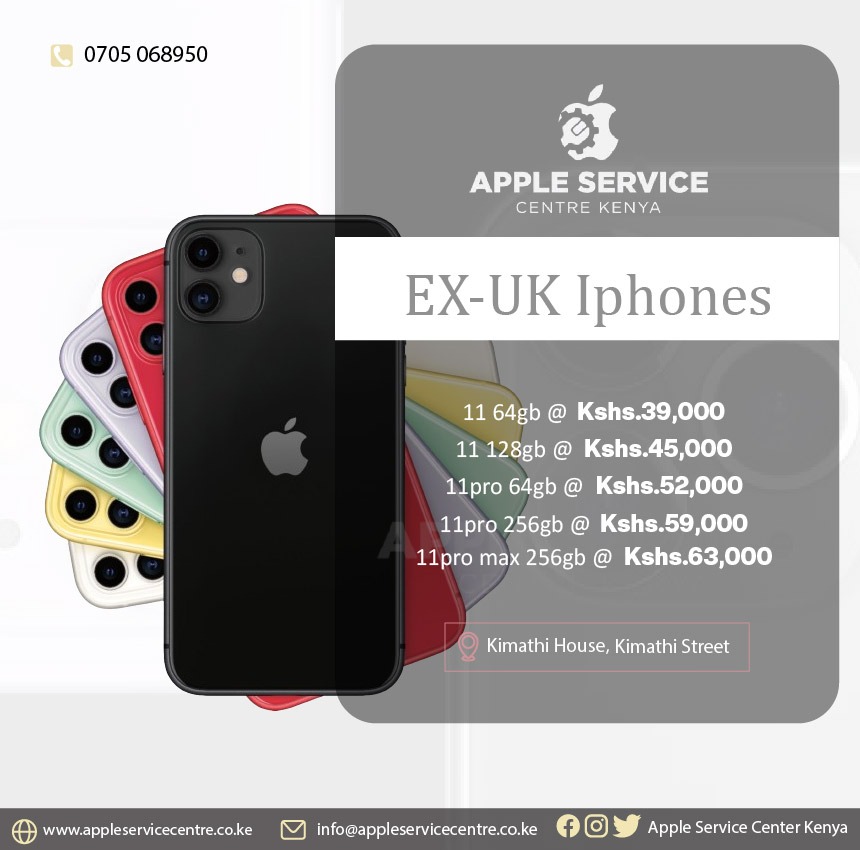 0705 068950
APPLE SERVICE
CENTRE KENYA
EX-UK Iphones
11 64gb @ Kshs.39,000
11 128gb @ Kshs.45,000
11pro 64gb @ Kshs.52,000
11pro 256gb @ Kshs.59,000
11pro max 256gb @ Kshs.63,000
Kimathi House, Kimathi Street
www.appleservicecentre.co.ke info@appleservicecentre.co.ke Apple Service Center Kenya